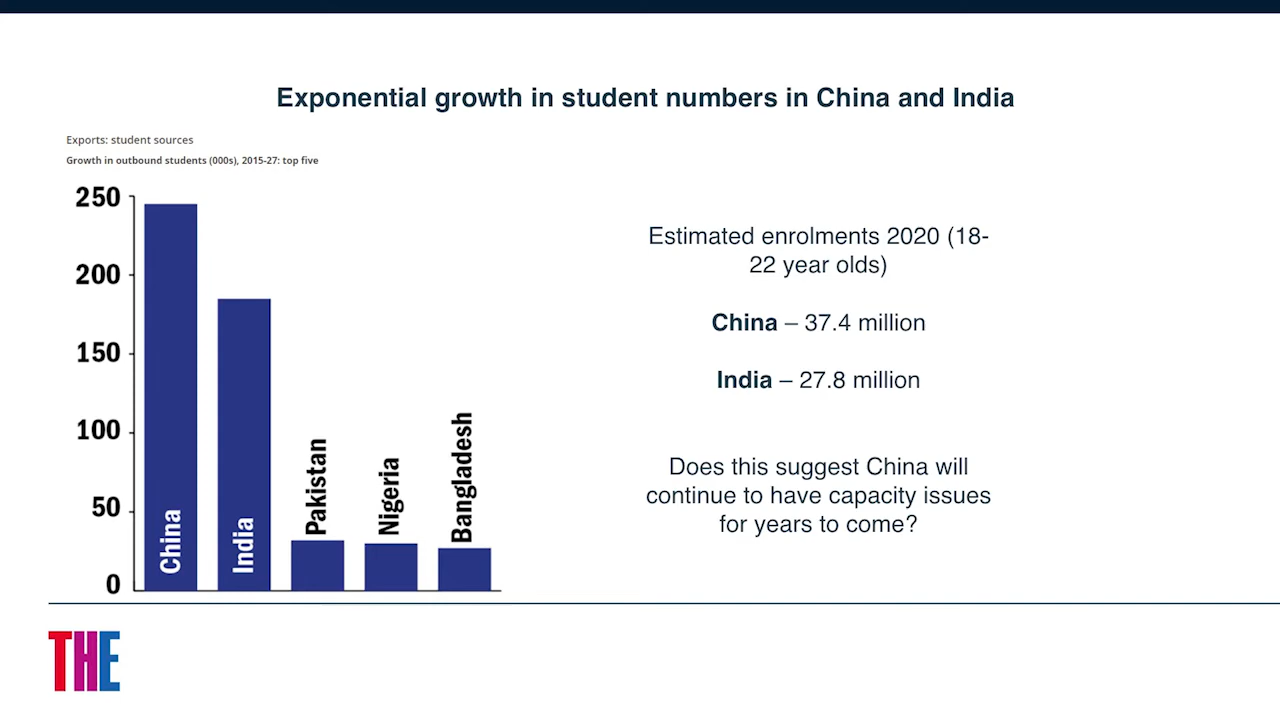 Exponential growth in student numbers in China and India
Exports: student sources
Growth in outbound students (000s), 2015-27: top five
250
200
150
100
50
0
China
India
Pakistan
Nigeria
Bangladesh
Estimated enrolments 2020 (18-
22 year olds)
China – 37.4 million
India – 27.8 million
Does this suggest China will
continue to have capacity issues
for years to come?
THE